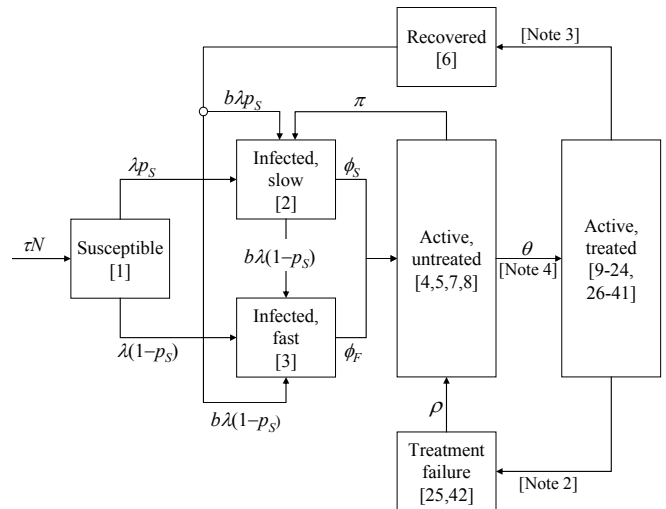 Recovered
[6]
[Note 3]
bλp_S
π
Infected,
slow
[2]
λp_S
ϕ_S
Active,
untreated
[4,5,7,8]
Active,
treated
[9-24,
26-41]
τN
Susceptible
[1]
bλ(1−p_S)
θ
[Note 4]
Infected,
fast
[3]
λ(1−p_S)
ϕ_F
bλ(1−p_S)
ρ
Treatment
failure
[25,42]
[Note 2]